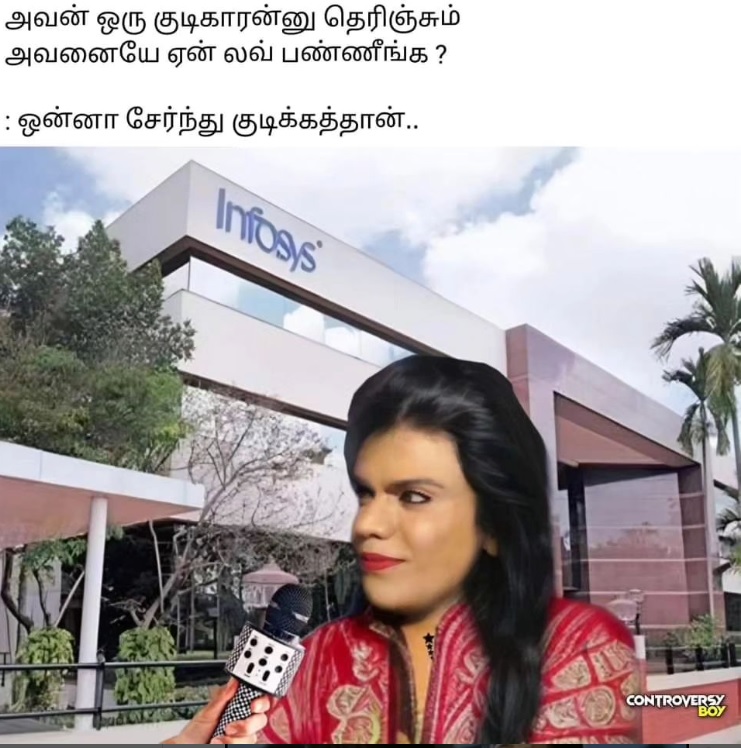 அவன் ஒரு குடிகாரன்னு தெரிஞ்சும்
அவனையே ஏன் லவ் பண்ணீங்க ?
: ஒன்னா சேர்ந்து குடிக்கத்தான்..
Infosys
CONTROVERSY
BOY